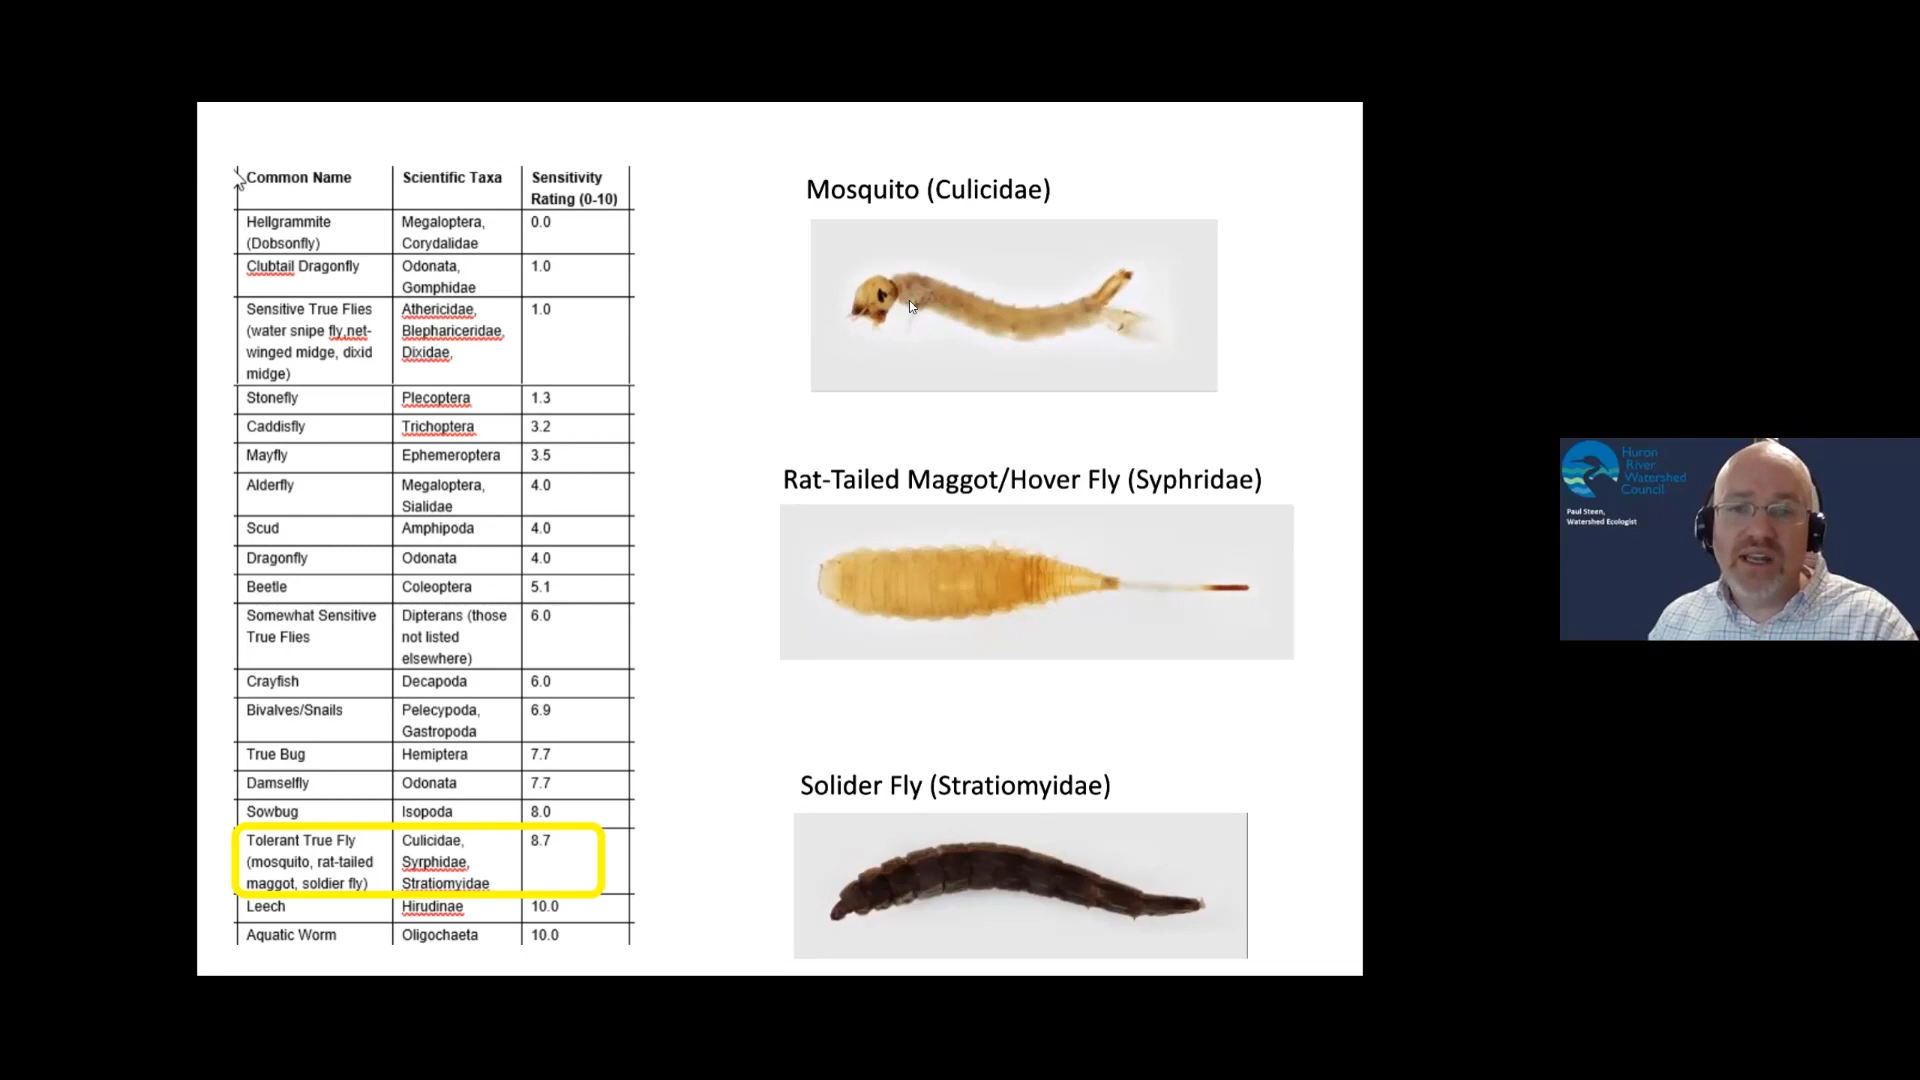 Common Name Scientific Taxa Sensitivity
Rating (0-10)
Hellgrammite Megaloptera, 0.0
(Dobsonfly) Corydalidae
Clubtail Dragonfly Odonata, 1.0
Gomphidae
Sensitive True Flies Athericidae, 1.0
(water snipe fly,net- Blephariceridae,
winged midge, dixid Dixidae,
midge)
Stonefly Plecoptera 1.3
Caddisfly Trichoptera 3.2
Mayfly Ephemeroptera 3.5
Alderfly Megaloptera, 4.0
Sialidae
Scud Amphipoda 4.0
Dragonfly Odonata 4.0
Beetle Coleoptera 5.1
Somewhat Sensitive Dipterans (those 6.0
True Flies not listed
elsewhere)
Crayfish Decapoda 6.0
Bivalves/Snails Pelecypoda, 6.9
Gastropoda
True Bug Hemiptera 7.7
Damselfly Odonata 7.7
Sowbug Isopoda 8.0
Tolerant True Fly Culicidae, 8.7
(mosquito, rat-tailed Syrphidae,
maggot, soldier fly) Stratiomyidae
Leech Hirudinae 10.0
Aquatic Worm Oligochaeta 10.0
Mosquito (Culicidae)
Rat-Tailed Maggot/Hover Fly (Syphridae)
Solider Fly (Stratiomyidae)
Huron
River
Watershed
Council
Paul Steen,
Watershed Ecologist